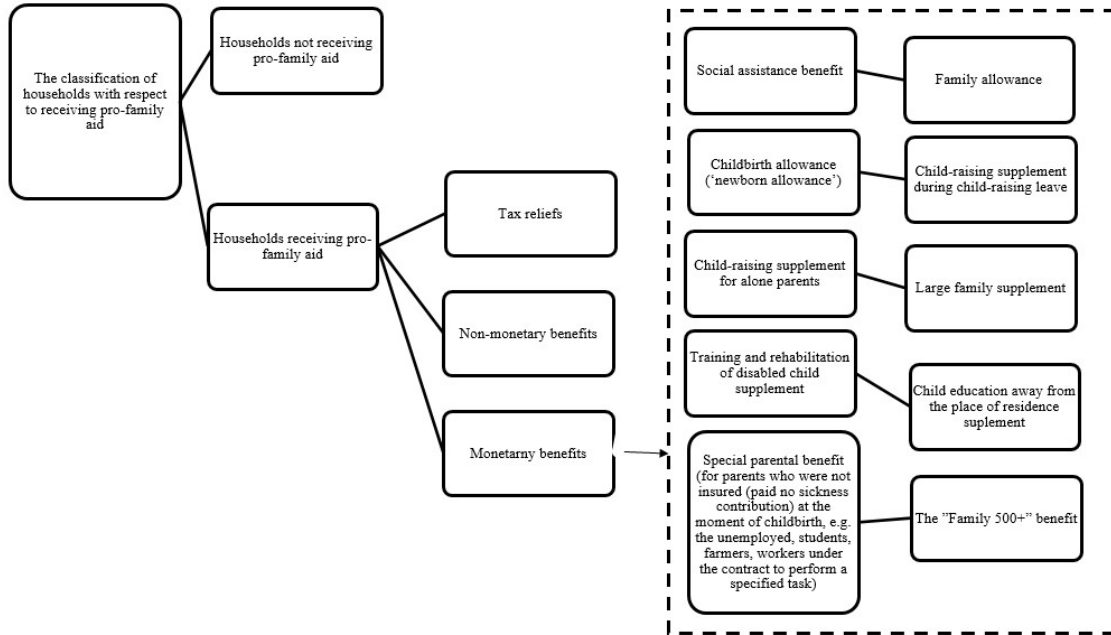 The classification of
households with respect
to receiving pro-family
aid
Households not receiving
pro-family aid
Households receiving pro-
family aid
Tax reliefs
Non-monetary benefits
Monetarny benefits
Social assistance benefit
Family allowance
Childbirth allowance
(‘newborn allowance’)
Child-raising supplement
during child-raising leave
Child-raising supplement
for alone parents
Large family supplement
Training and rehabilitation
of disabled child
supplement
Child education away from
the place of residence
suplement
Special parental benefit
(for parents who were not
insured (paid no sickness
contribution) at the
moment of childbirth, e.g.
the unemployed, students,
farmers, workers under
the contract to perform a
specified task)
The ”Family 500+” benefit